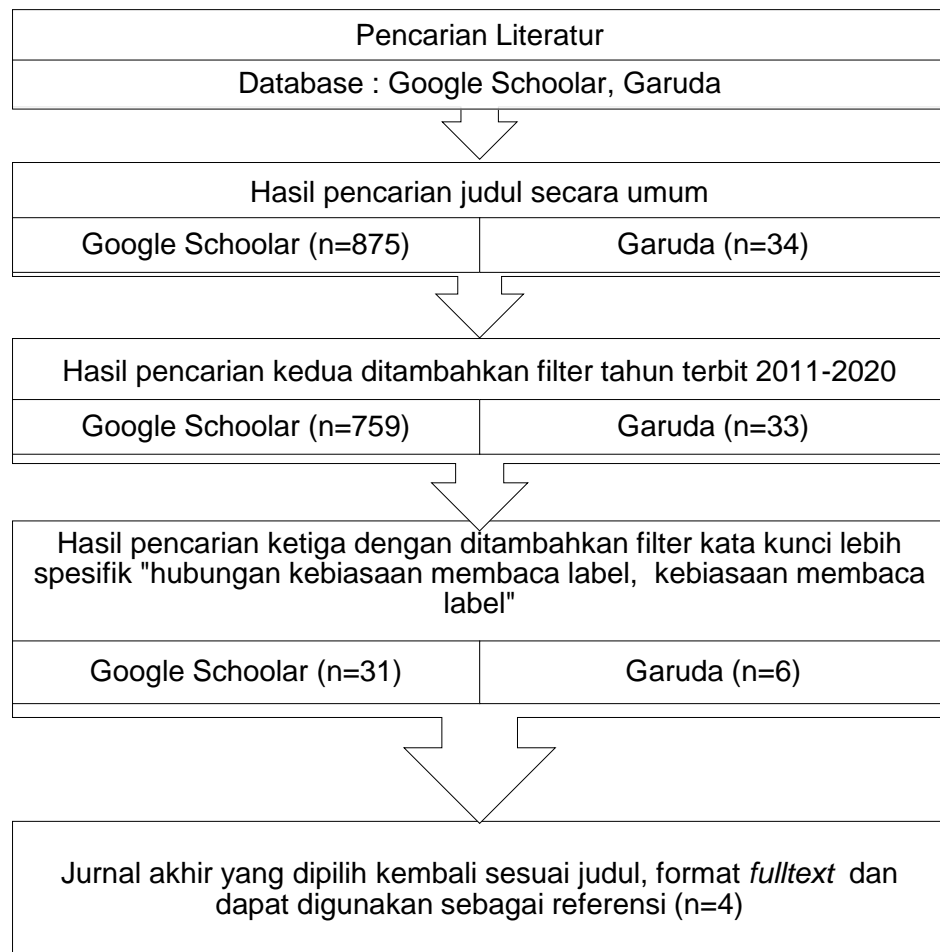 Pencarian Literatur
Database : Google Schoolar, Garuda
Hasil pencarian judul secara umum
Google Schoolar (n=875)
Garuda (n=34)
Hasil pencarian kedua ditambahkan filter tahun terbit 2011-2020
Google Schoolar (n=759)
Garuda (n=33)
Hasil pencarian ketiga dengan ditambahkan filter kata kunci lebih
spesifik "hubungan kebiasaan membaca label, kebiasaan membaca
label"
Google Schoolar (n=31)
Garuda (n=6)
Jurnal akhir yang dipilih kembali sesuai judul, format fulltext dan
dapat digunakan sebagai referensi (n=4)